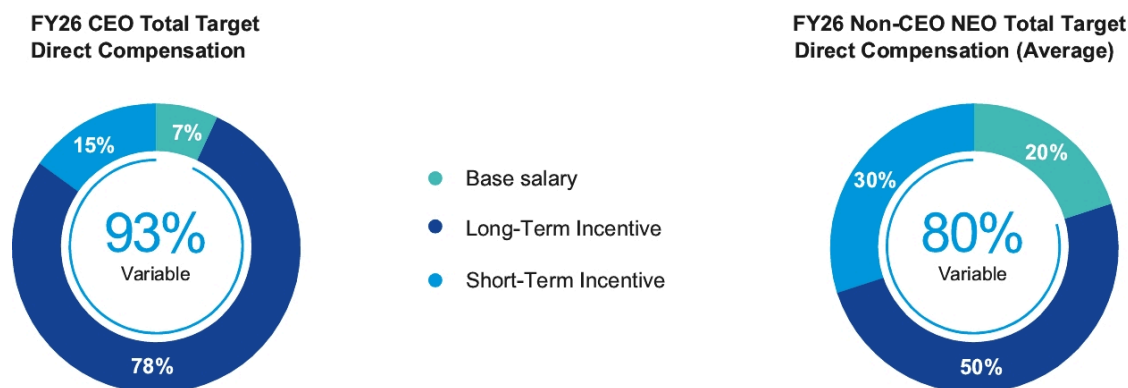 FY26 CEO Total Target
Direct Compensation
15%
7%
93%
Variable
78%
Base salary
Long-Term Incentive
Short-Term Incentive
FY26 Non-CEO NEO Total Target
Direct Compensation (Average)
30%
20%
80%
Variable
50%